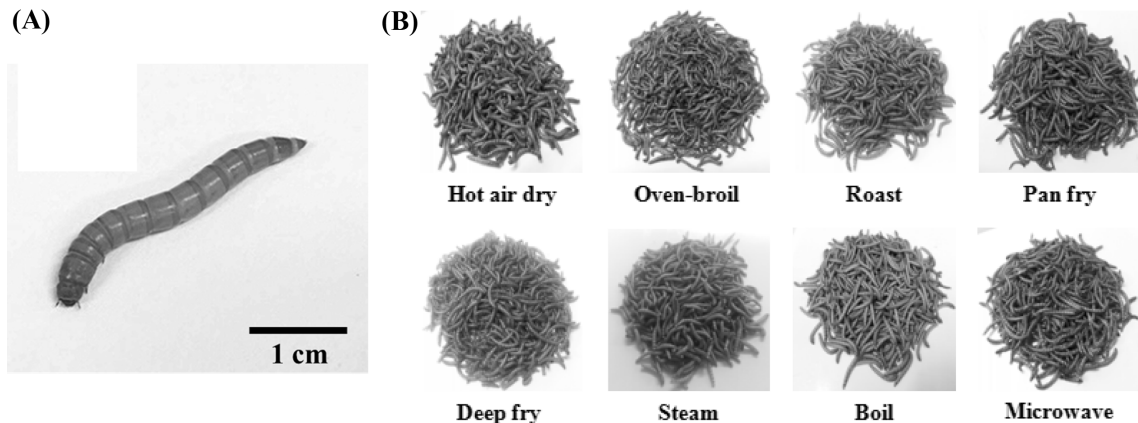 (A)
1 cm
(B)
Hot air dry
Oven-broil
Roast
Pan fry
Deep fry
Steam
Boil
Microwave